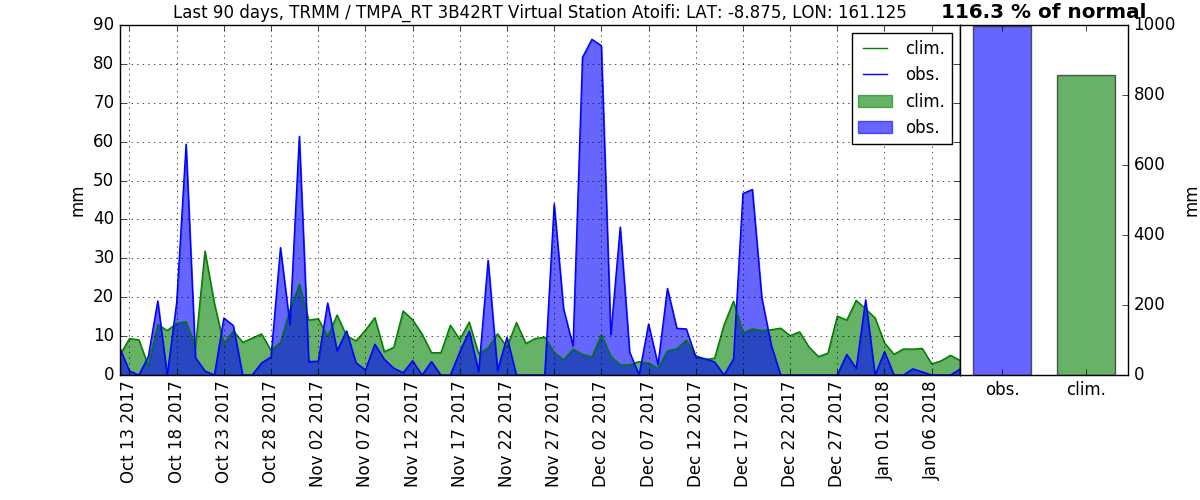 Last 90 days, TRMM / TMPA_RT 3B42RT Virtual Station Atoifi: LAT: -8.875, LON: 161.125
116.3 % of normal
90
80
70
60
50
40
30
20
10
0
mm
clim.
obs.
clim.
obs.
1000
800
600
400
200
0
mm
obs.
clim.
Oct 13 2017
Oct 18 2017
Oct 23 2017
Oct 28 2017
Nov 02 2017
Nov 07 2017
Nov 12 2017
Nov 17 2017
Nov 22 2017
Nov 27 2017
Dec 02 2017
Dec 07 2017
Dec 12 2017
Dec 17 2017
Dec 22 2017
Dec 27 2017
Jan 01 2018
Jan 06 2018